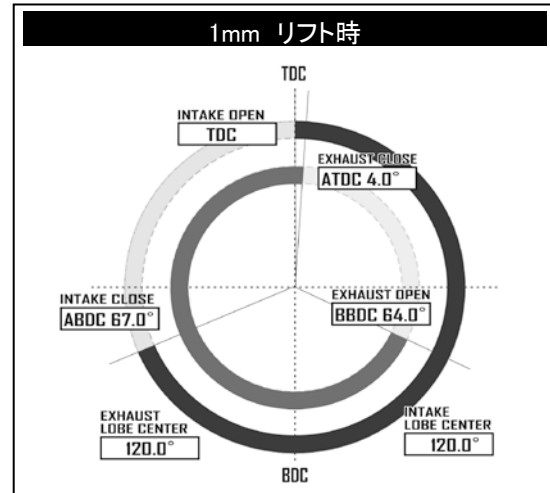 1mm リフト時
TDC
INTAKE OPEN
TDC
EXHAUST CLOSE
ATDC 4.0°
INTAKE CLOSE
ABDC 67.0°
EXHAUST OPEN
BBDC 64.0°
EXHAUST
LOBE CENTER
120.0°
INTAKE
LOBE CENTER
120.0°
BDC